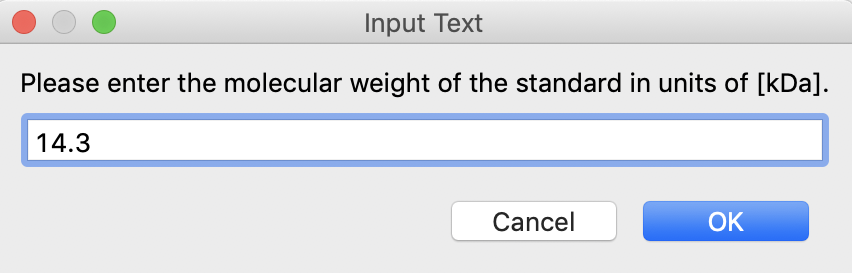 Input Text
Please enter the molecular weight of the standard in units of [kDa].
14.3
Cancel OK